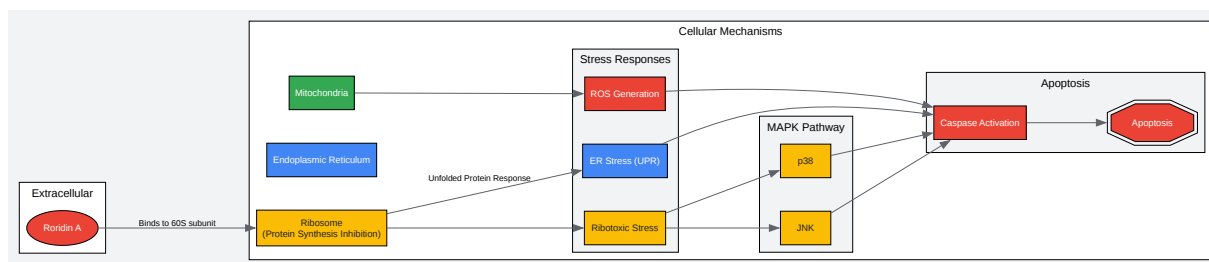 Cellular Mechanisms
Stress Responses
Apoptosis
Mitochondria
ROS Generation
Caspase Activation
Apoptosis
MAPK Pathway
Endoplasmic Reticulum
ER Stress (UPR)
p38
Unfolded Protein Response
Extracellular
Roridin A
Binds to 60S subunit
Ribosome
(Protein Synthesis Inhibition)
Ribotoxic Stress
JNK